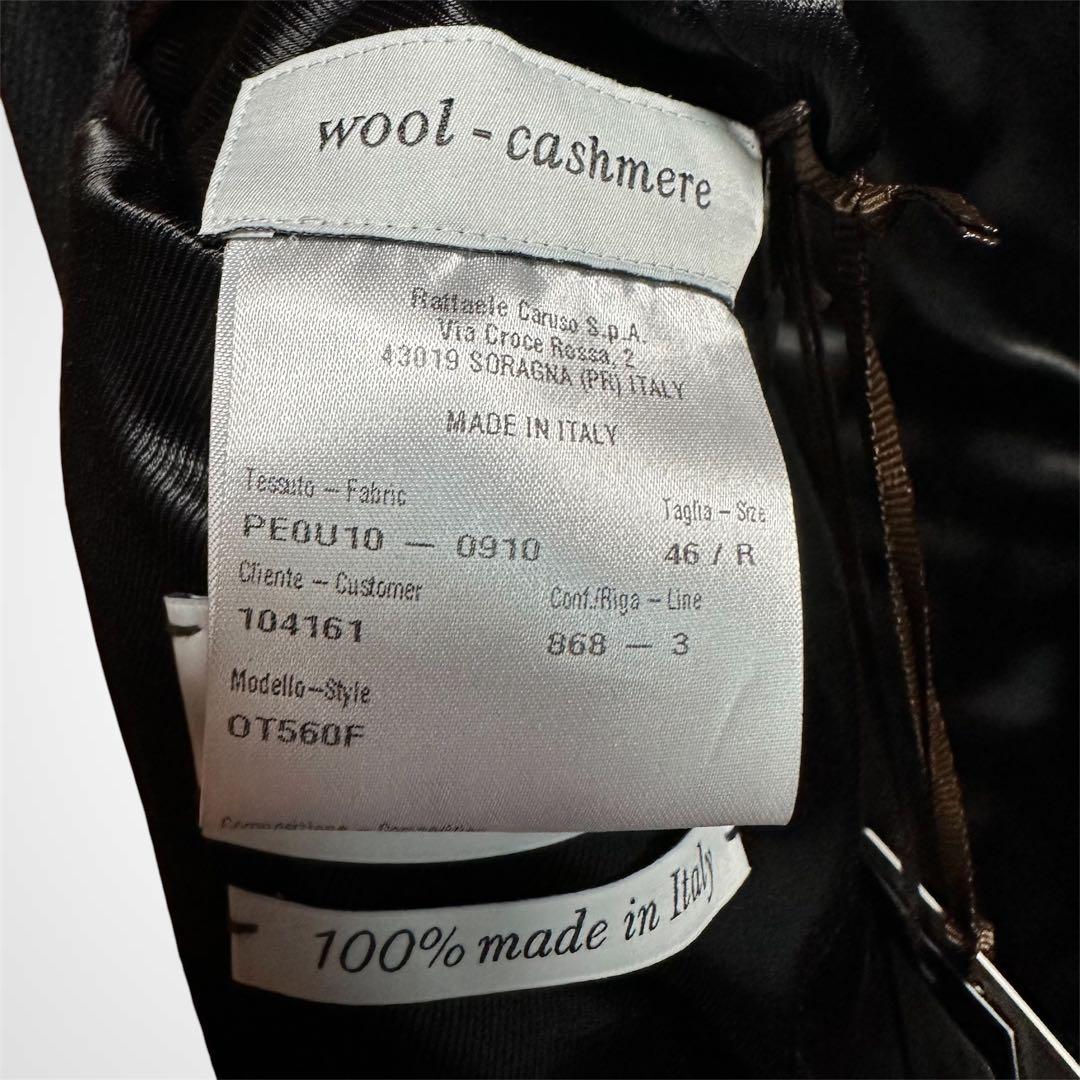 wool - cashmere
Raffaele Caruso S.p.A.
Via Croce Rossa, 2
43019 SORAGNA (PR) ITALY
MADE IN ITALY
Tessuto - Fabric
Taglia - Size
PE0U10 - 0910
46 / R
Cliente - Customer
Conf./Riga - Line
104161
868 - 3
Modello-Style
OT560F
100% made in Italy